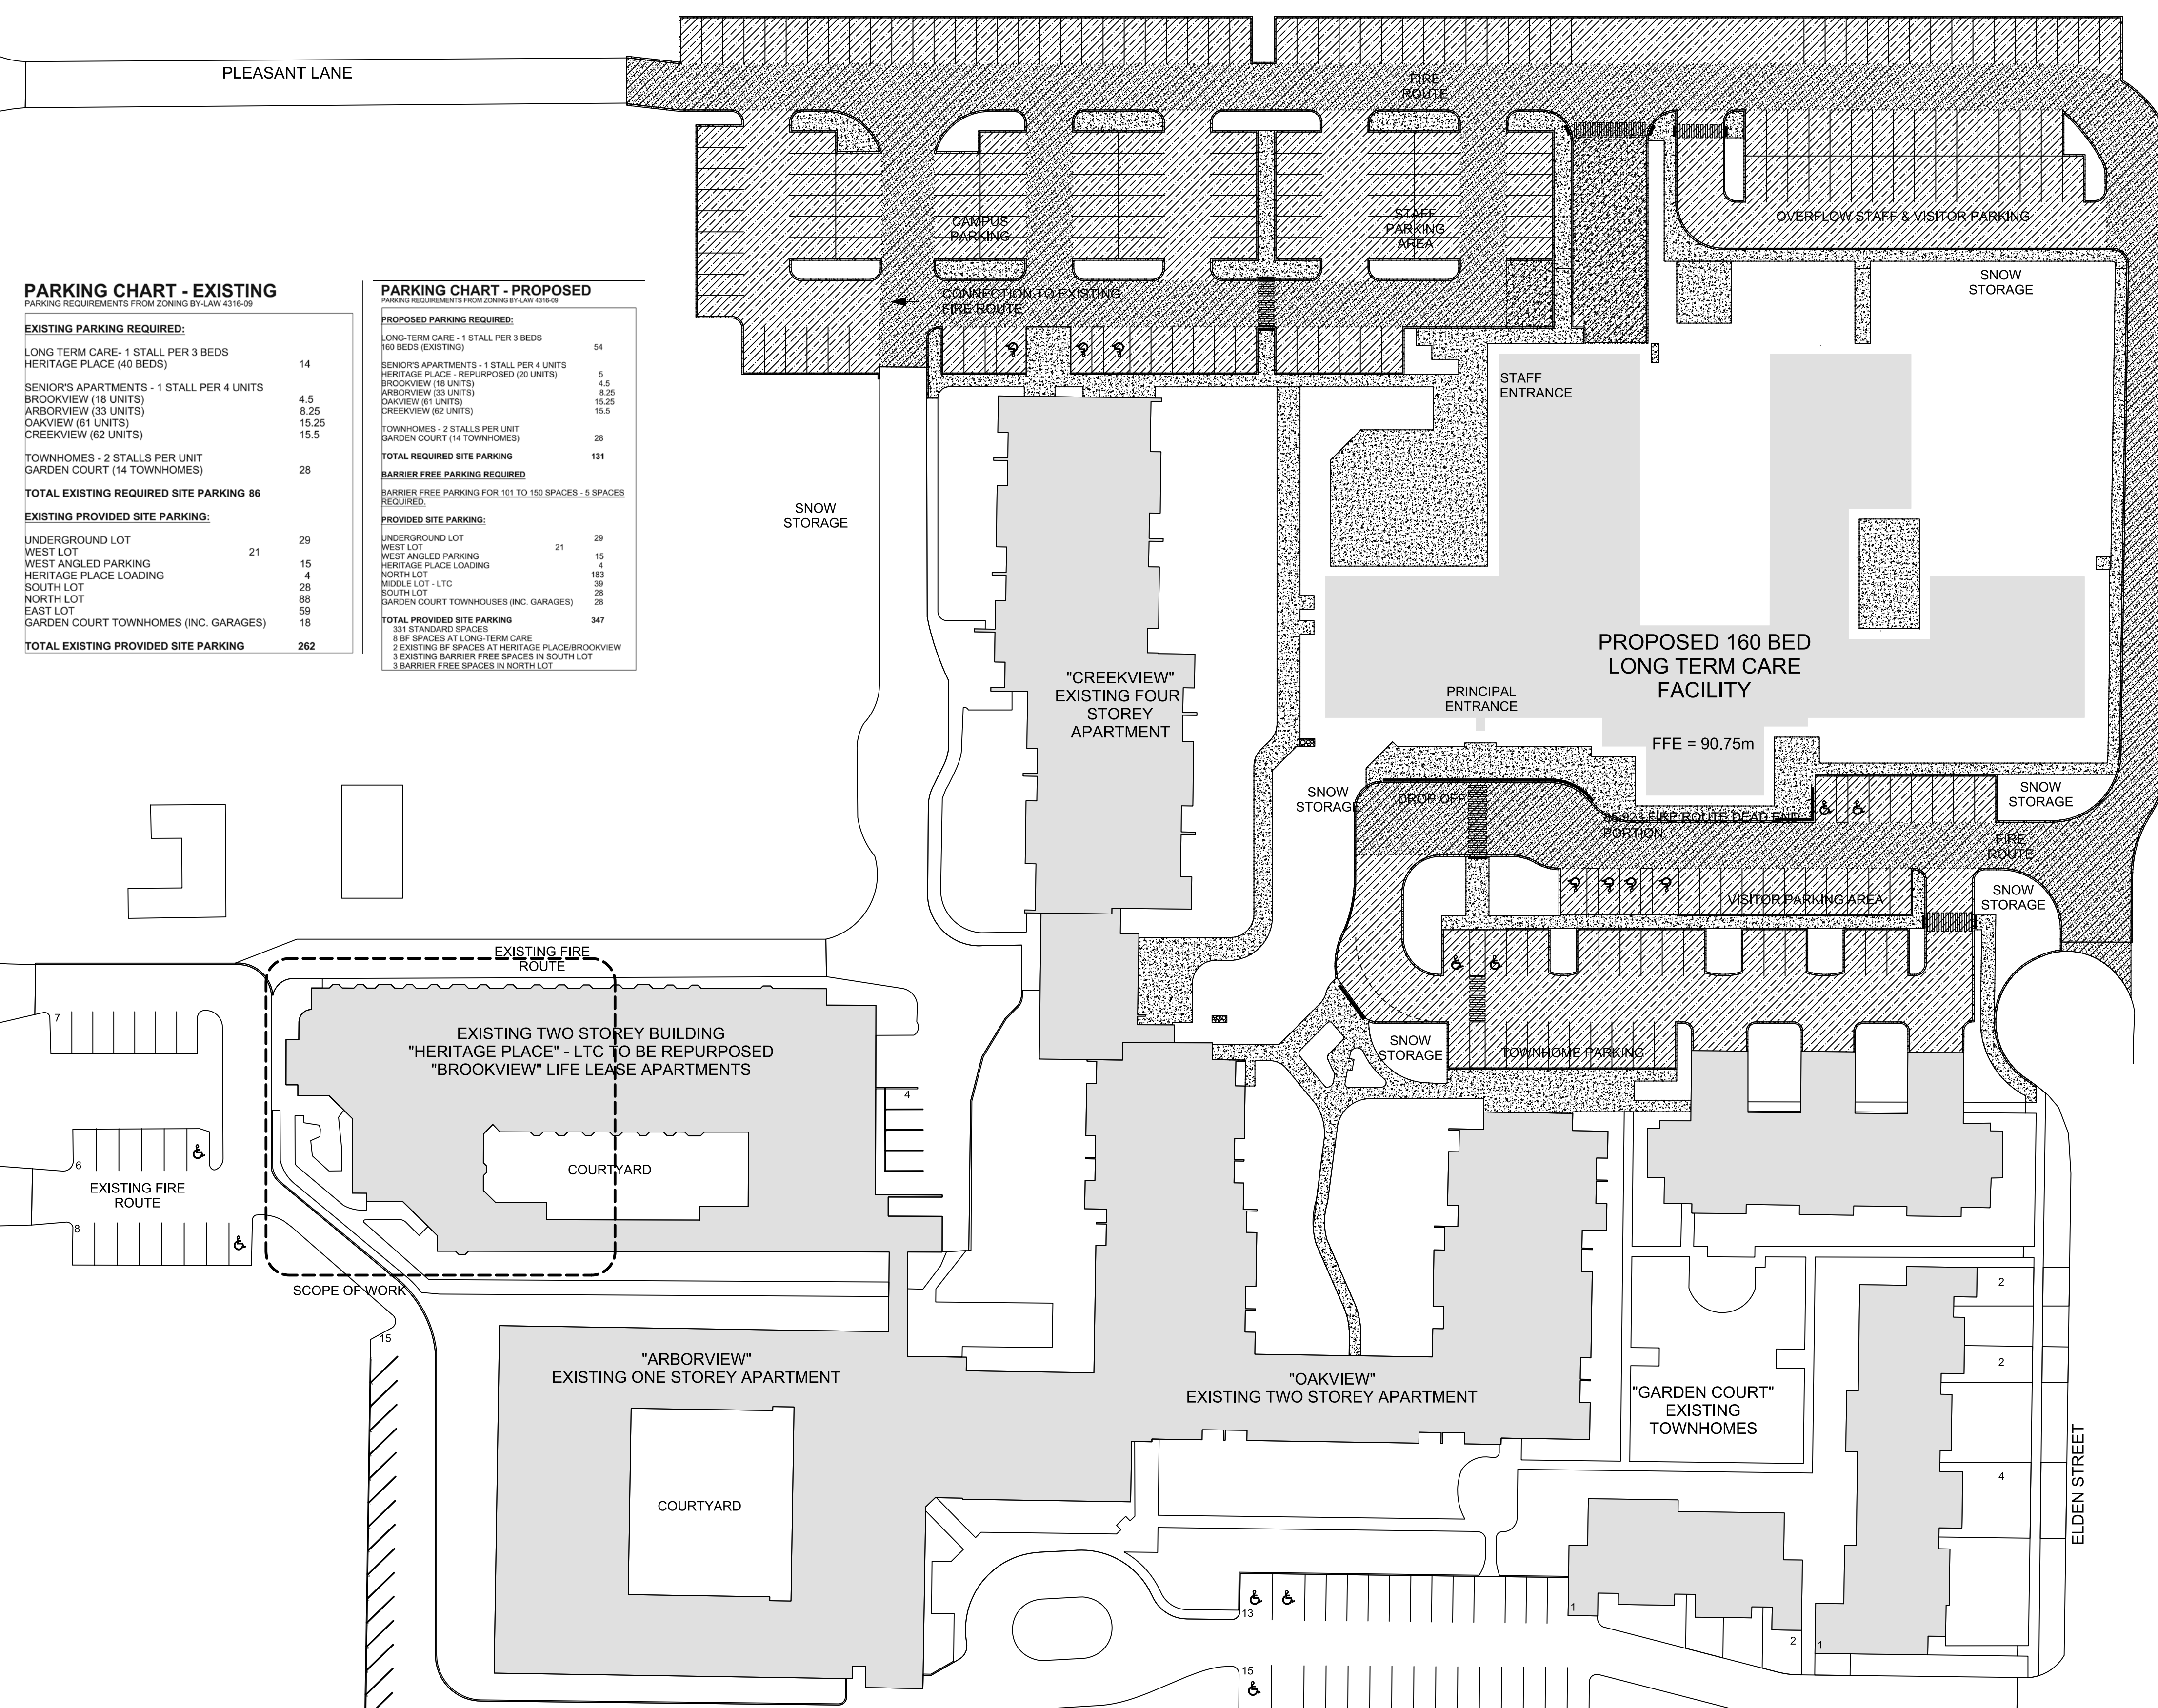 PLEASANT LANE
FIRE
ROUTE
CAMPUS
PARKING
STAFF
PARKING
AREA
OVERFLOW STAFF & VISITOR PARKING
SNOW
STORAGE
CONNECTION TO EXISTING
FIRE ROUTE
PARKING CHART - EXISTING
PARKING REQUIREMENTS FROM ZONING BY-LAW 4316-09
EXISTING PARKING REQUIRED:
LONG TERM CARE- 1 STALL PER 3 BEDS
HERITAGE PLACE (40 BEDS) 14
SENIOR'S APARTMENTS - 1 STALL PER 4 UNITS
BROOKVIEW (18 UNITS) 4.5
ARBORVIEW (33 UNITS) 8.25
OAKVIEW (61 UNITS) 15.25
CREEKVIEW (62 UNITS) 15.5
TOWNHOMES - 2 STALLS PER UNIT
GARDEN COURT (14 TOWNHOMES) 28
TOTAL EXISTING REQUIRED SITE PARKING 86
EXISTING PROVIDED SITE PARKING:
UNDERGROUND LOT 29
WEST LOT 21
WEST ANGLED PARKING 15
HERITAGE PLACE LOADING 4
SOUTH LOT 28
NORTH LOT 88
EAST LOT 59
GARDEN COURT TOWNHOMES (INC. GARAGES) 18
TOTAL EXISTING PROVIDED SITE PARKING 262
PARKING CHART - PROPOSED
PARKING REQUIREMENTS FROM ZONING BY-LAW 4316-09
PROPOSED PARKING REQUIRED:
LONG-TERM CARE - 1 STALL PER 3 BEDS
160 BEDS (EXISTING) 54
SENIOR'S APARTMENTS - 1 STALL PER 4 UNITS
HERITAGE PLACE - REPURPOSED (20 UNITS) 5
BROOKVIEW (18 UNITS) 4.5
ARBORVIEW (33 UNITS) 8.25
OAKVIEW (61 UNITS) 15.25
CREEKVIEW (62 UNITS) 15.5
TOWNHOMES - 2 STALLS PER UNIT
GARDEN COURT (14 TOWNHOMES) 28
TOTAL REQUIRED SITE PARKING 131
BARRIER FREE PARKING REQUIRED
BARRIER FREE PARKING FOR 101 TO 150 SPACES - 5 SPACES
REQUIRED.
PROVIDED SITE PARKING:
UNDERGROUND LOT 29
WEST LOT 21
WEST ANGLED PARKING 15
HERITAGE PLACE LOADING 4
NORTH LOT 183
MIDDLE LOT - LTC 39
SOUTH LOT 28
GARDEN COURT TOWNHOUSES (INC. GARAGES) 28
TOTAL PROVIDED SITE PARKING 347
331 STANDARD SPACES
8 BF SPACES AT LONG-TERM CARE
2 EXISTING BF SPACES AT HERITAGE PLACE/BROOKVIEW
3 EXISTING BARRIER FREE SPACES IN SOUTH LOT
3 BARRIER FREE SPACES IN NORTH LOT
STAFF
ENTRANCE
SNOW
STORAGE
"CREEKVIEW"
EXISTING FOUR
STOREY
APARTMENT
PROPOSED 160 BED
LONG TERM CARE
FACILITY
PRINCIPAL
ENTRANCE
FFE = 90.75m
SNOW
STORAGE
DROP OFF
FIRE ROUTE DEAD END
PORTION
SNOW
STORAGE
FIRE
ROUTE
VISITOR PARKING AREA
SNOW
STORAGE
EXISTING FIRE
ROUTE
7
EXISTING TWO STOREY BUILDING
"HERITAGE PLACE" - LTC TO BE REPURPOSED
"BROOKVIEW" LIFE LEASE APARTMENTS
4
SNOW
STORAGE
TOWNHOME PARKING
6
COURTYARD
EXISTING FIRE
ROUTE
8
SCOPE OF WORK
15
"ARBORVIEW"
EXISTING ONE STOREY APARTMENT
COURTYARD
"OAKVIEW"
EXISTING TWO STOREY APARTMENT
"GARDEN COURT"
EXISTING
TOWNHOMES
2
2
4
ELDEN STREET
13
1
2
1
15